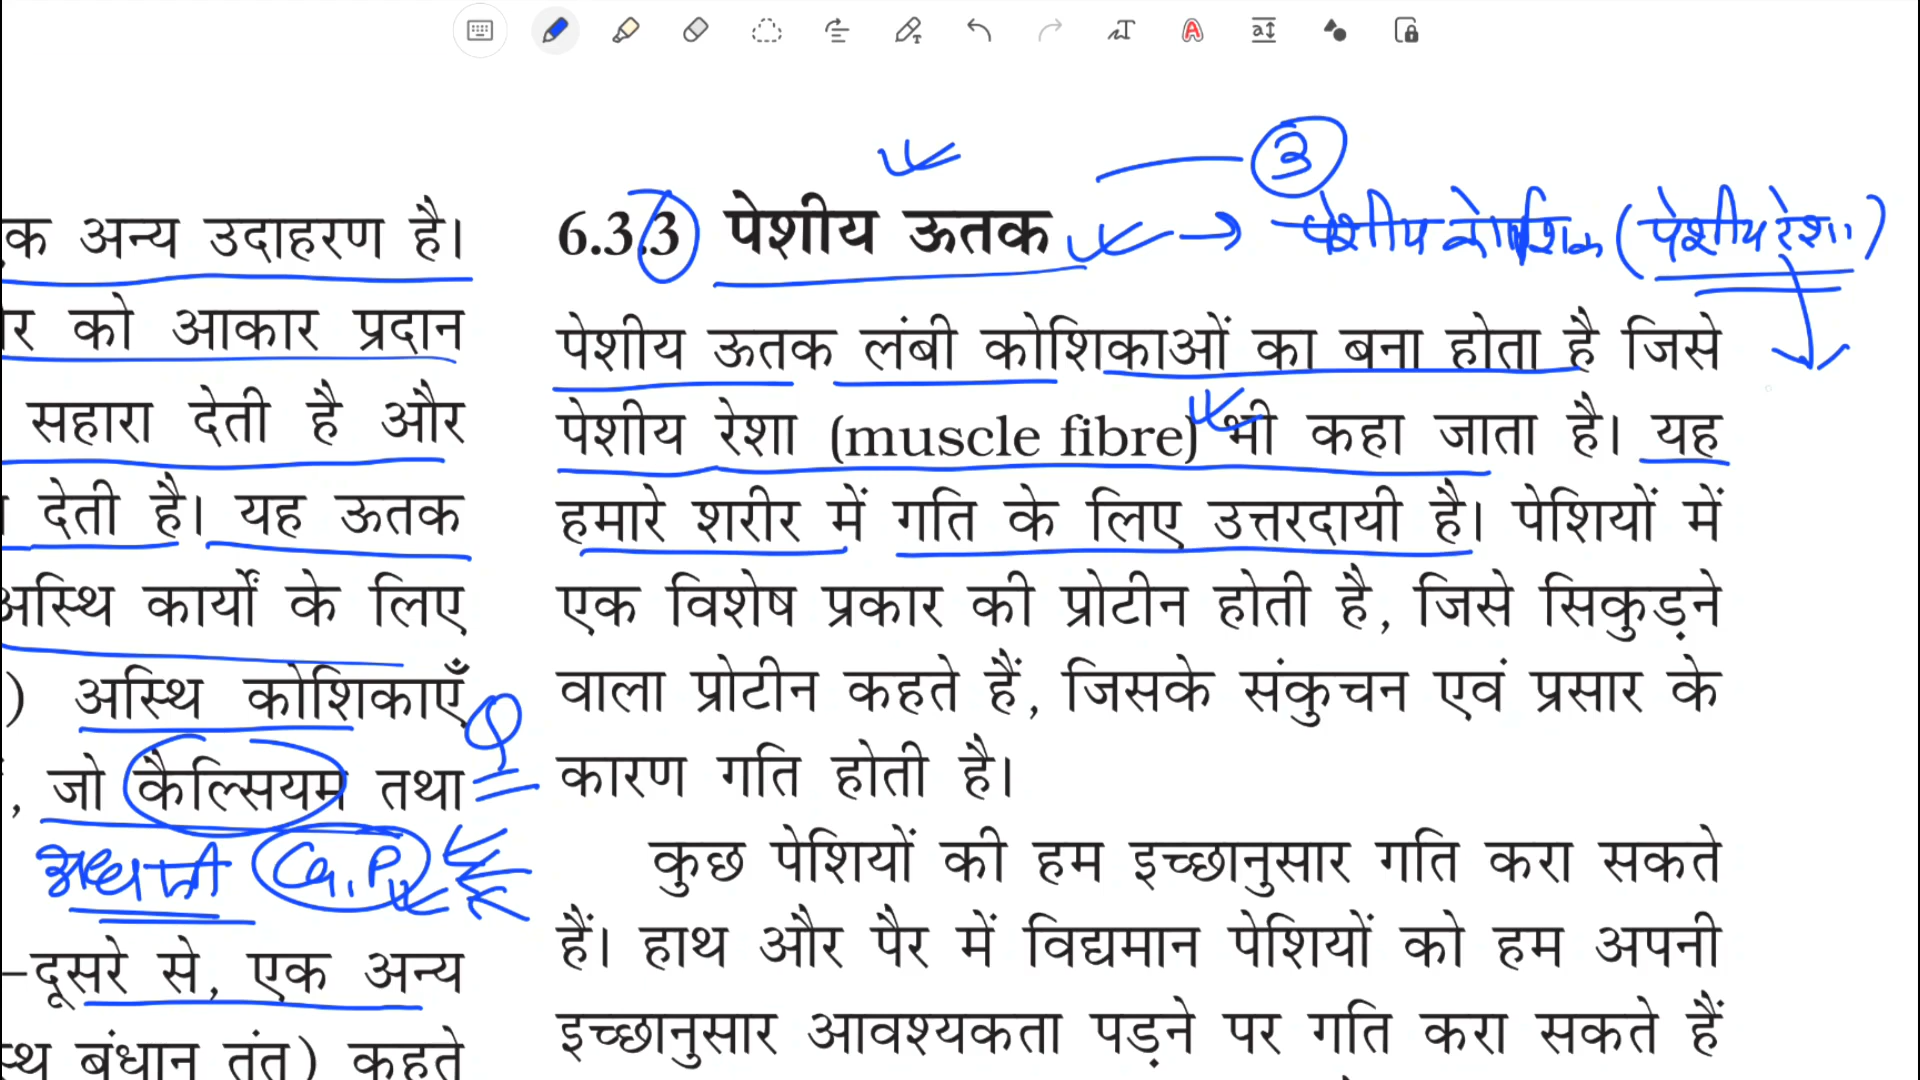 क अन्य उदाहरण है।
र को आकार प्रदान
सहारा देती है और
देती है। यह ऊतक
अस्थि कार्यों के लिए
) अस्थि कोशिकाएँ
, जो कैल्सियम तथा
Ca, P
Q
-दूसरे से, एक अन्य
स्थ बंधान तंतु) कहते
3
6.3.3 पेशीय ऊतक → पेशीय कोशिका (पेशीय रेशा)
पेशीय ऊतक लंबी कोशिकाओं का बना होता है जिसे
पेशीय रेशा (muscle fibre) भी कहा जाता है। यह
हमारे शरीर में गति के लिए उत्तरदायी है। पेशियों में
एक विशेष प्रकार की प्रोटीन होती है, जिसे सिकुड़ने
वाला प्रोटीन कहते हैं, जिसके संकुचन एवं प्रसार के
कारण गति होती है।
कुछ पेशियों की हम इच्छानुसार गति करा सकते
हैं। हाथ और पैर में विद्यमान पेशियों को हम अपनी
इच्छानुसार आवश्यकता पड़ने पर गति करा सकते हैं